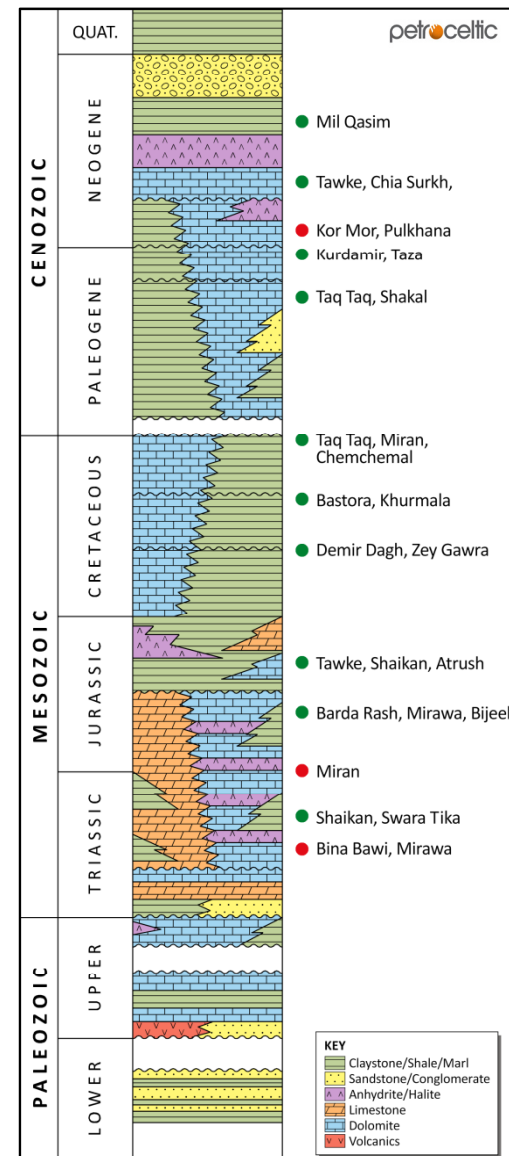 QUAT.
petroceltic
CENOZOIC
NEOGENE
Mil Qasim
Tawke, Chia Surkh,
Kor Mor, Pulkhana
Kurdamir, Taza
PALEOGENE
Taq Taq, Shakal
MESOZOIC
CRETACEOUS
Taq Taq, Miran,
Chemchemal
Bastora, Khurmala
Demir Dagh, Zey Gawra
JURASSIC
Tawke, Shaikan, Atrush
Barda Rash, Mirawa, Bijeel
Miran
TRIASSIC
Shaikan, Swara Tika
Bina Bawi, Mirawa
PALEOZOIC
UPPER
LOWER
KEY
Claystone/Shale/Marl
Sandstone/Conglomerate
Anhydrite/Halite
Limestone
Dolomite
Volcanics